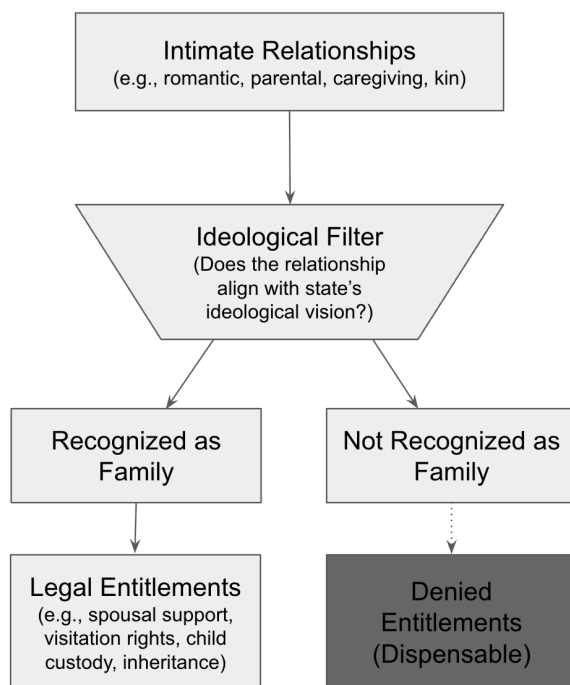 Intimate Relationships
(e.g., romantic, parental, caregiving, kin)
Ideological Filter
(Does the relationship
align with state's
ideological vision?)
Recognized as
Family
Not Recognized as
Family
Legal Entitlements
(e.g., spousal support,
visitation rights, child
custody, inheritance)
Denied
Entitlements
(Dispensable)